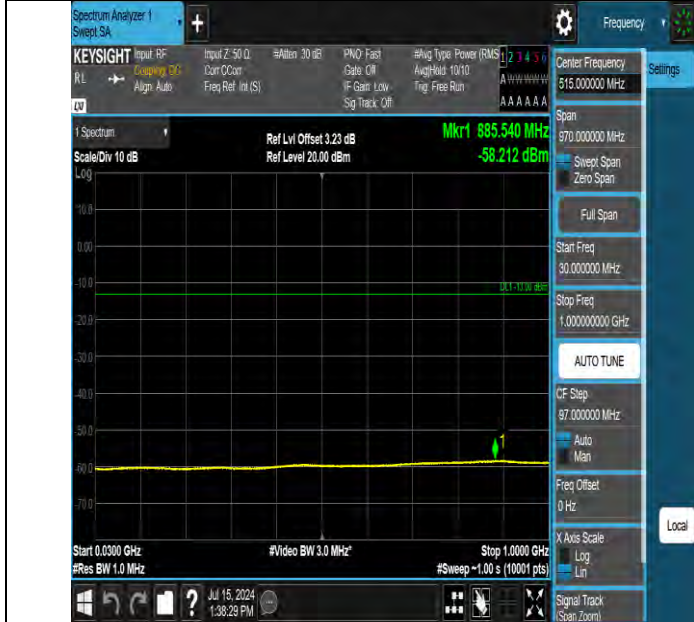 Spectrum Analyzer 1
Swept SA
+
Frequency
KEYSIGHT
Input: RF
Input Z: 50 Ω
#Atten: 30 dB
PNO: Fast
#Avg Type: Power (RMS
1 2 3 4 5 6
RL
Coupling: DC
Corr CCorr
Gate: Off
Avg|Hold: 10/10
A W W W W W
Align: Auto
Freq Ref: Int (S)
IF Gain: Low
Trig: Free Run
Sig Track: Off
A A A A A A
LXI
Center Frequency
515.000000 MHz
Settings
1 Spectrum
Ref Lvl Offset 3.23 dB
Mkr1 885.540 MHz
Scale/Div 10 dB
Ref Level 20.00 dBm
-58.212 dBm
Log
10.0
0.00
-10.0
DL1 -13.00 dBm
-20.0
-30.0
-40.0
-50.0
1
-60.0
-70.0
Start 0.0300 GHz
#Video BW 3.0 MHz*
Stop 1.0000 GHz
#Res BW 1.0 MHz
#Sweep ~1.00 s (10001 pts)
Span
970.000000 MHz
Swept Span
Zero Span
Full Span
Start Freq
30.000000 MHz
Stop Freq
1.000000000 GHz
AUTO TUNE
CF Step
97.000000 MHz
Auto
Man
Freq Offset
0 Hz
X Axis Scale
Log
Lin
Local
Signal Track
(Span Zoom)
?
Jul 15, 2024
1:38:29 PM